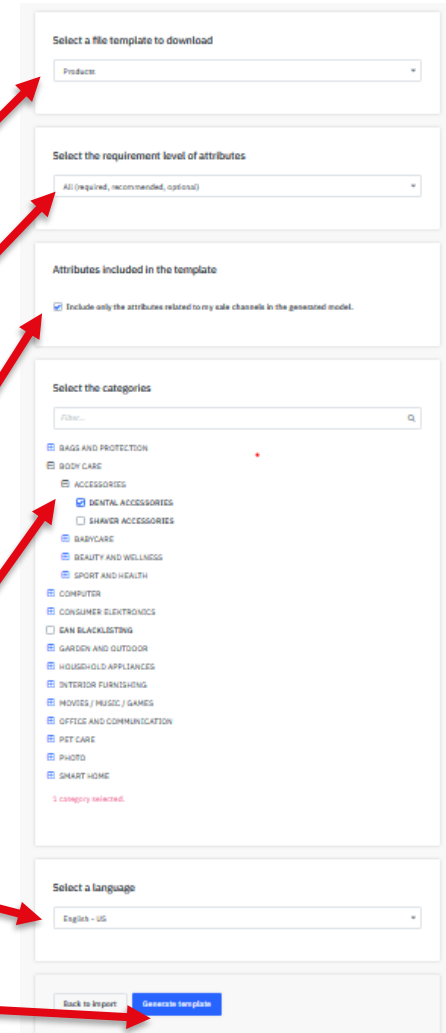 Select a file template to download
Products
Select the requirement level of attributes
All (required, recommended, optional)
Attributes included in the template
Include only the attributes related to my sale channels in the generated model.
Select the categories
Filter...
BAGS AND PROTECTION
BODY CARE
ACCESSORIES
DENTAL ACCESSORIES
SHAVER ACCESSORIES
BABYCARE
BEAUTY AND WELLNESS
SPORT AND HEALTH
COMPUTER
CONSUMER ELEKTRONICS
EAN BLACKLISTING
GARDEN AND OUTDOOR
HOUSEHOLD APPLIANCES
INTERIOR FURNISHING
MOVIES / MUSIC / GAMES
OFFICE AND COMMUNICATION
PET CARE
PHOTO
SMART HOME
1 category selected.
Select a language
English - US
Back to import Generate template